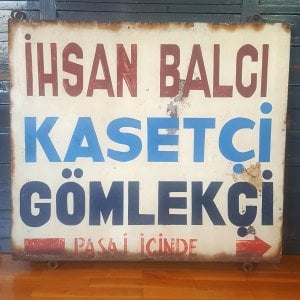 İHSAN BALCI
KASETÇİ
GÖMLEKÇİ
PASAJ İÇİNDE